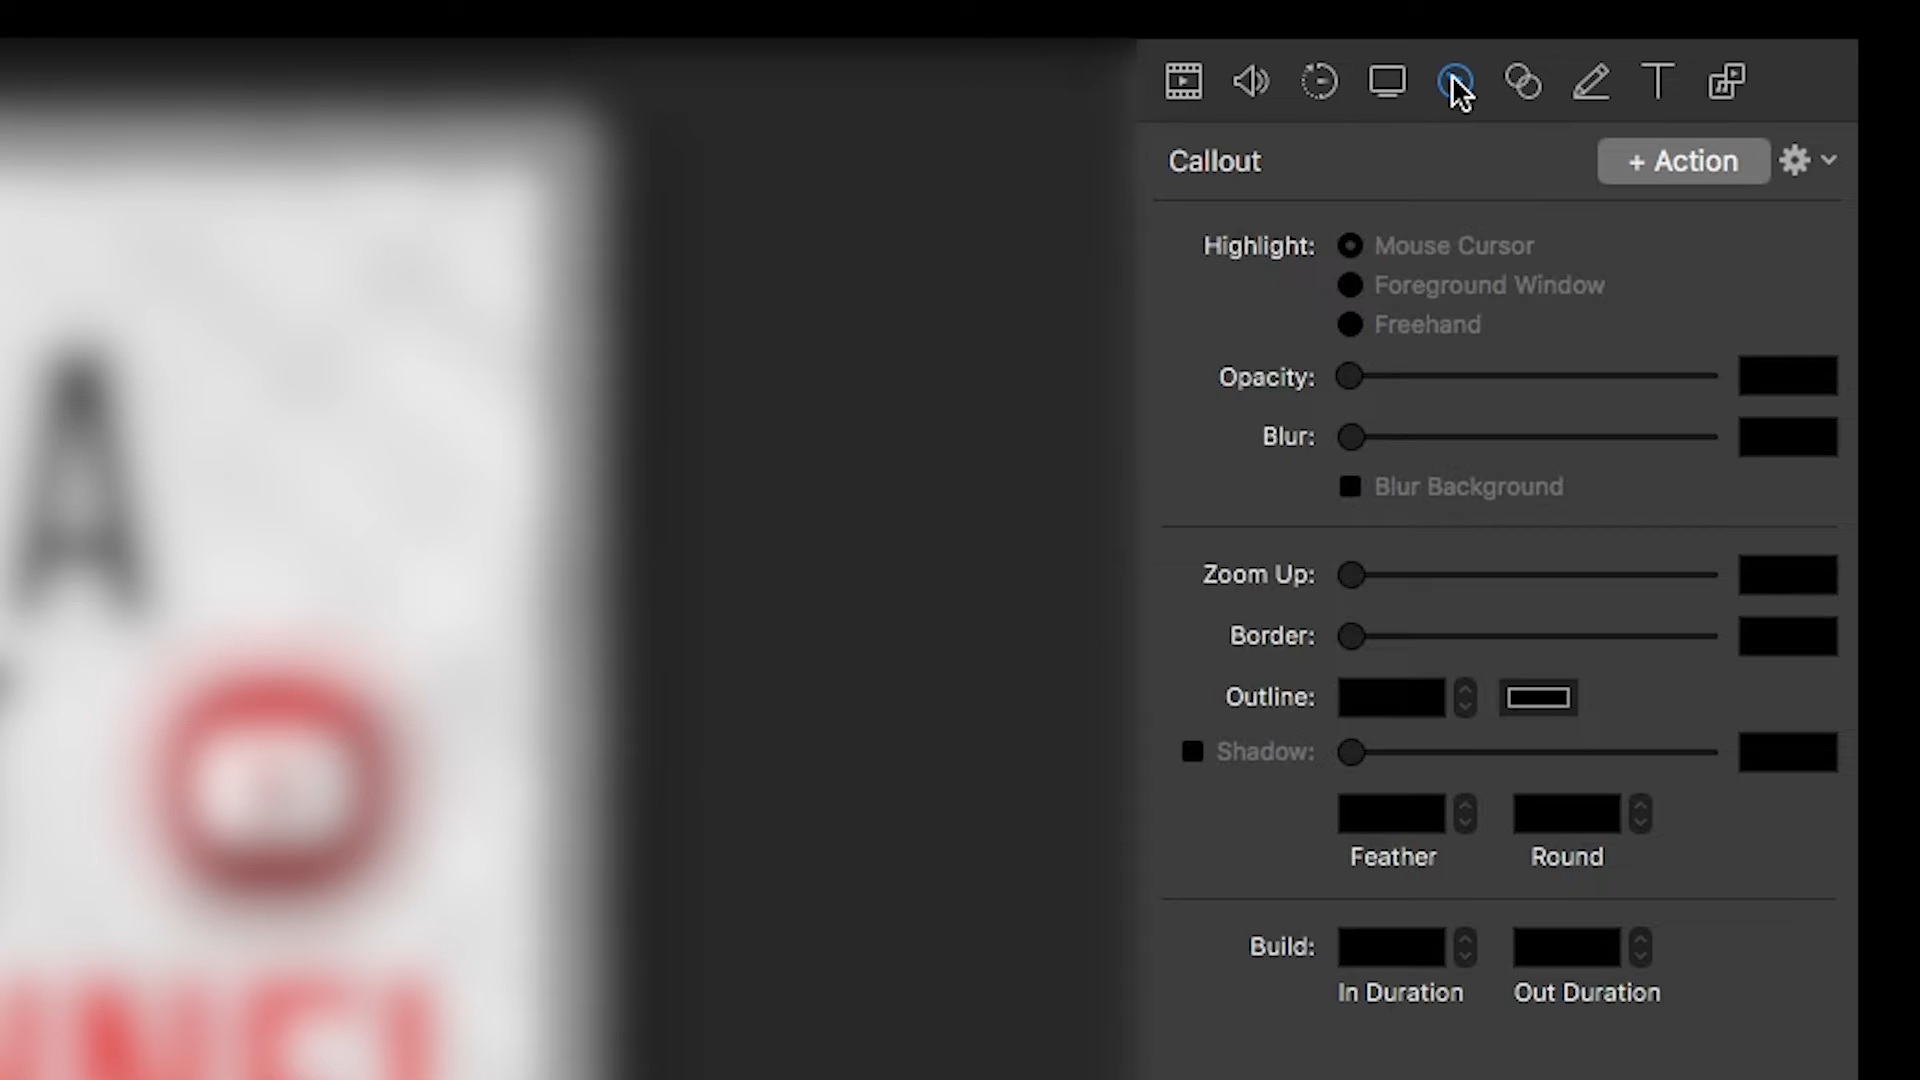 Callout
+ Action
Highlight:
Mouse Cursor
Foreground Window
Freehand
Opacity:
Blur:
Blur Background
Zoom Up:
Border:
Outline:
Shadow:
Feather Round
Build:
In Duration Out Duration